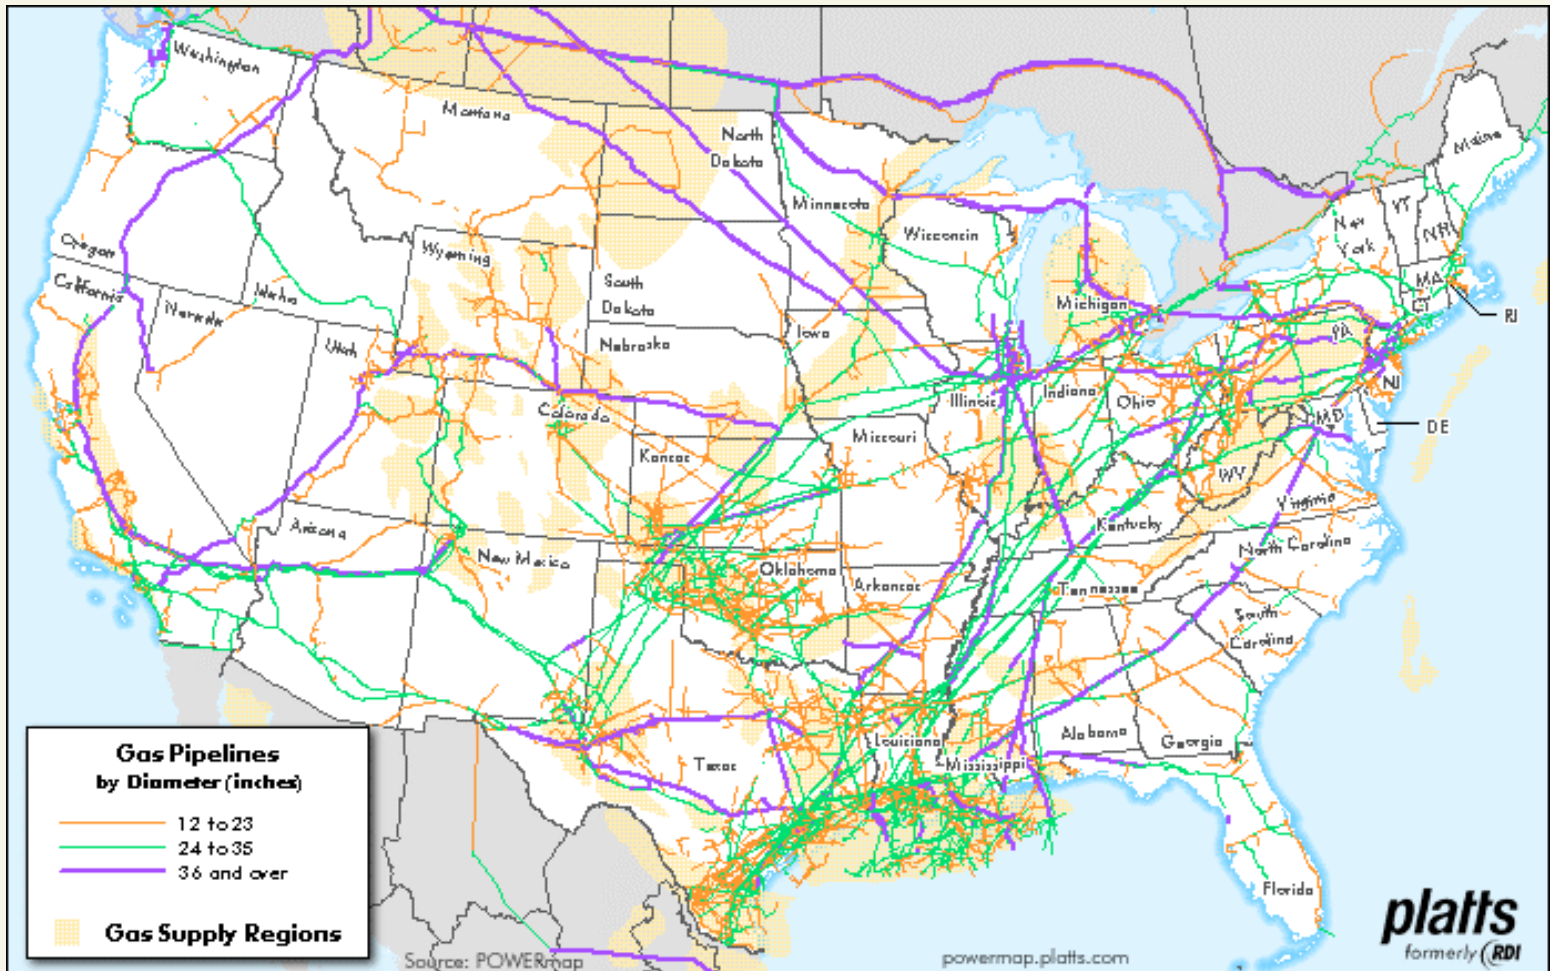 Washington
Montana
North
Dakota
Minnesota
Maine
Oregon
California
Nevada
Idaho
Wyoming
South
Dakota
Wisconsin
Michigan
New
York
VT
NH
MA
CT
RI
Utah
Nebraska
Iowa
PA
NJ
Illinois
Indiana
Ohio
MD
DE
Colorado
Kansas
Missouri
WV
Virginia
Kentucky
Arizona
New Mexico
Oklahoma
Arkansas
Tennessee
North Carolina
South
Carolina
Texas
Louisiana
Mississippi
Alabama
Georgia
Florida
Gas Pipelines
by Diameter (inches)
12 to 23
24 to 35
36 and over
Gas Supply Regions
Source: POWERmap
powermap.platts.com
platts
formerly RDI